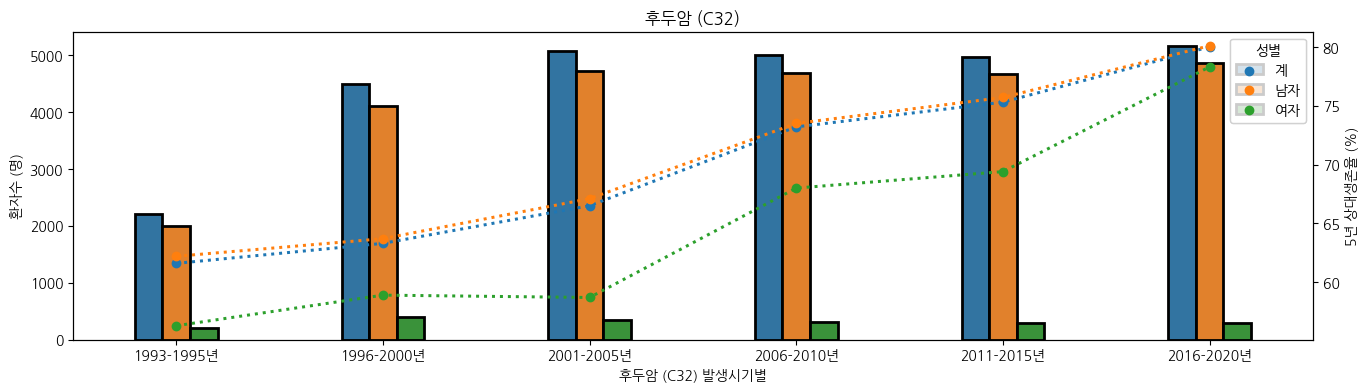 후두암 (C32)
환자수 (명)
5000
4000
3000
2000
1000
0
1993-1995년
1996-2000년
2001-2005년
2006-2010년
2011-2015년
2016-2020년
후두암 (C32) 발생시기별
성별
계
남자
여자
80
75
70
65
60
5년 상대생존율 (%)